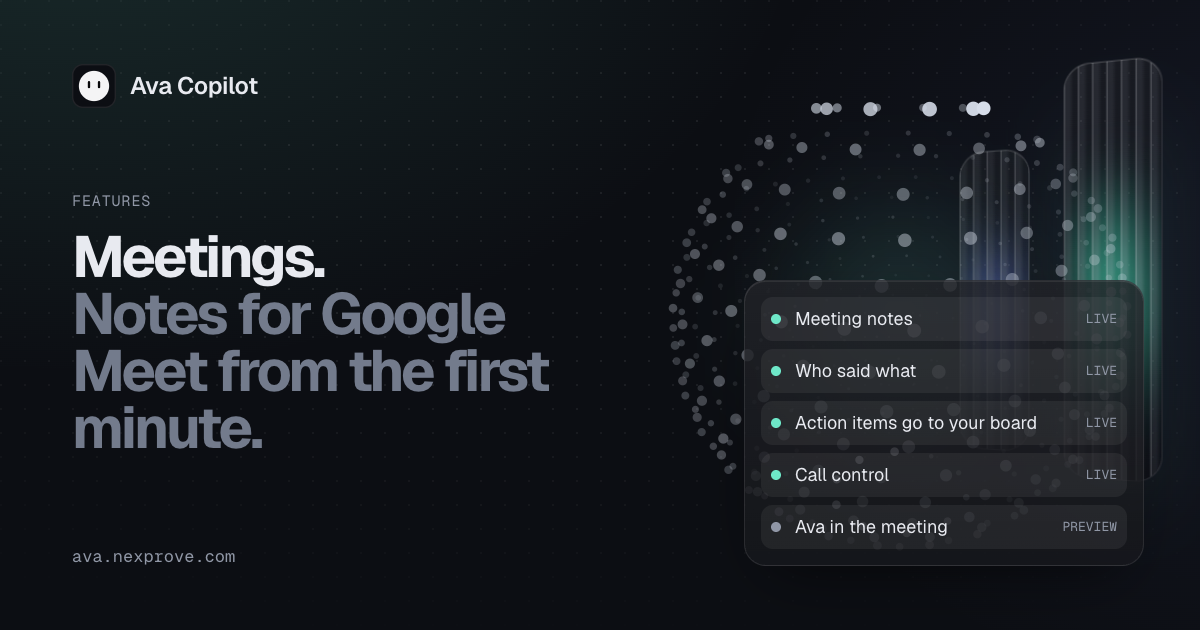 Ava Copilot
FEATURES
Meetings.
Notes for Google
Meet from the first
minute.
ava.nexprove.com
Meeting notes LIVE
Who said what LIVE
Action items go to your board LIVE
Call control LIVE
Ava in the meeting PREVIEW